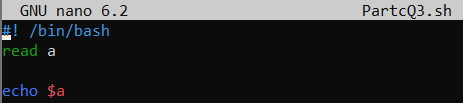 GNU nano 6.2 PartcQ3.sh
#! /bin/bash
read a
echo $a